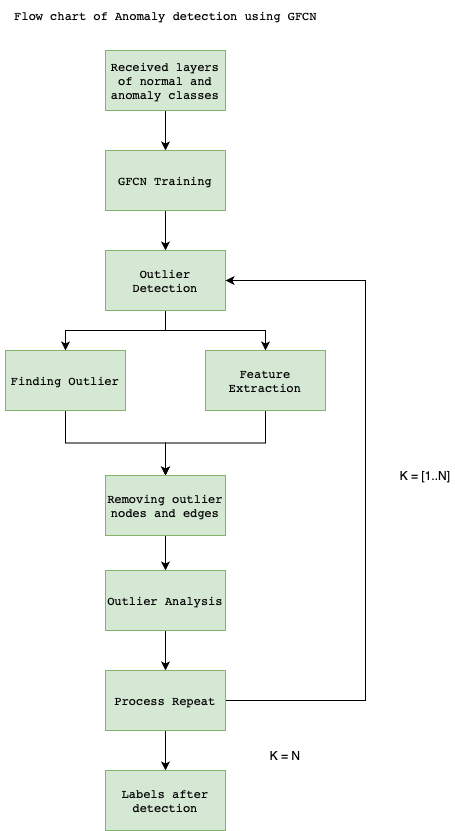 Flow chart of Anomaly detection using GFCN
Received layers
of normal and
anomaly classes
GFCN Training
Outlier
Detection
Finding Outlier
Feature
Extraction
K = [1..N]
Removing outlier
nodes and edges
Outlier Analysis
Process Repeat
K = N
Labels after
detection